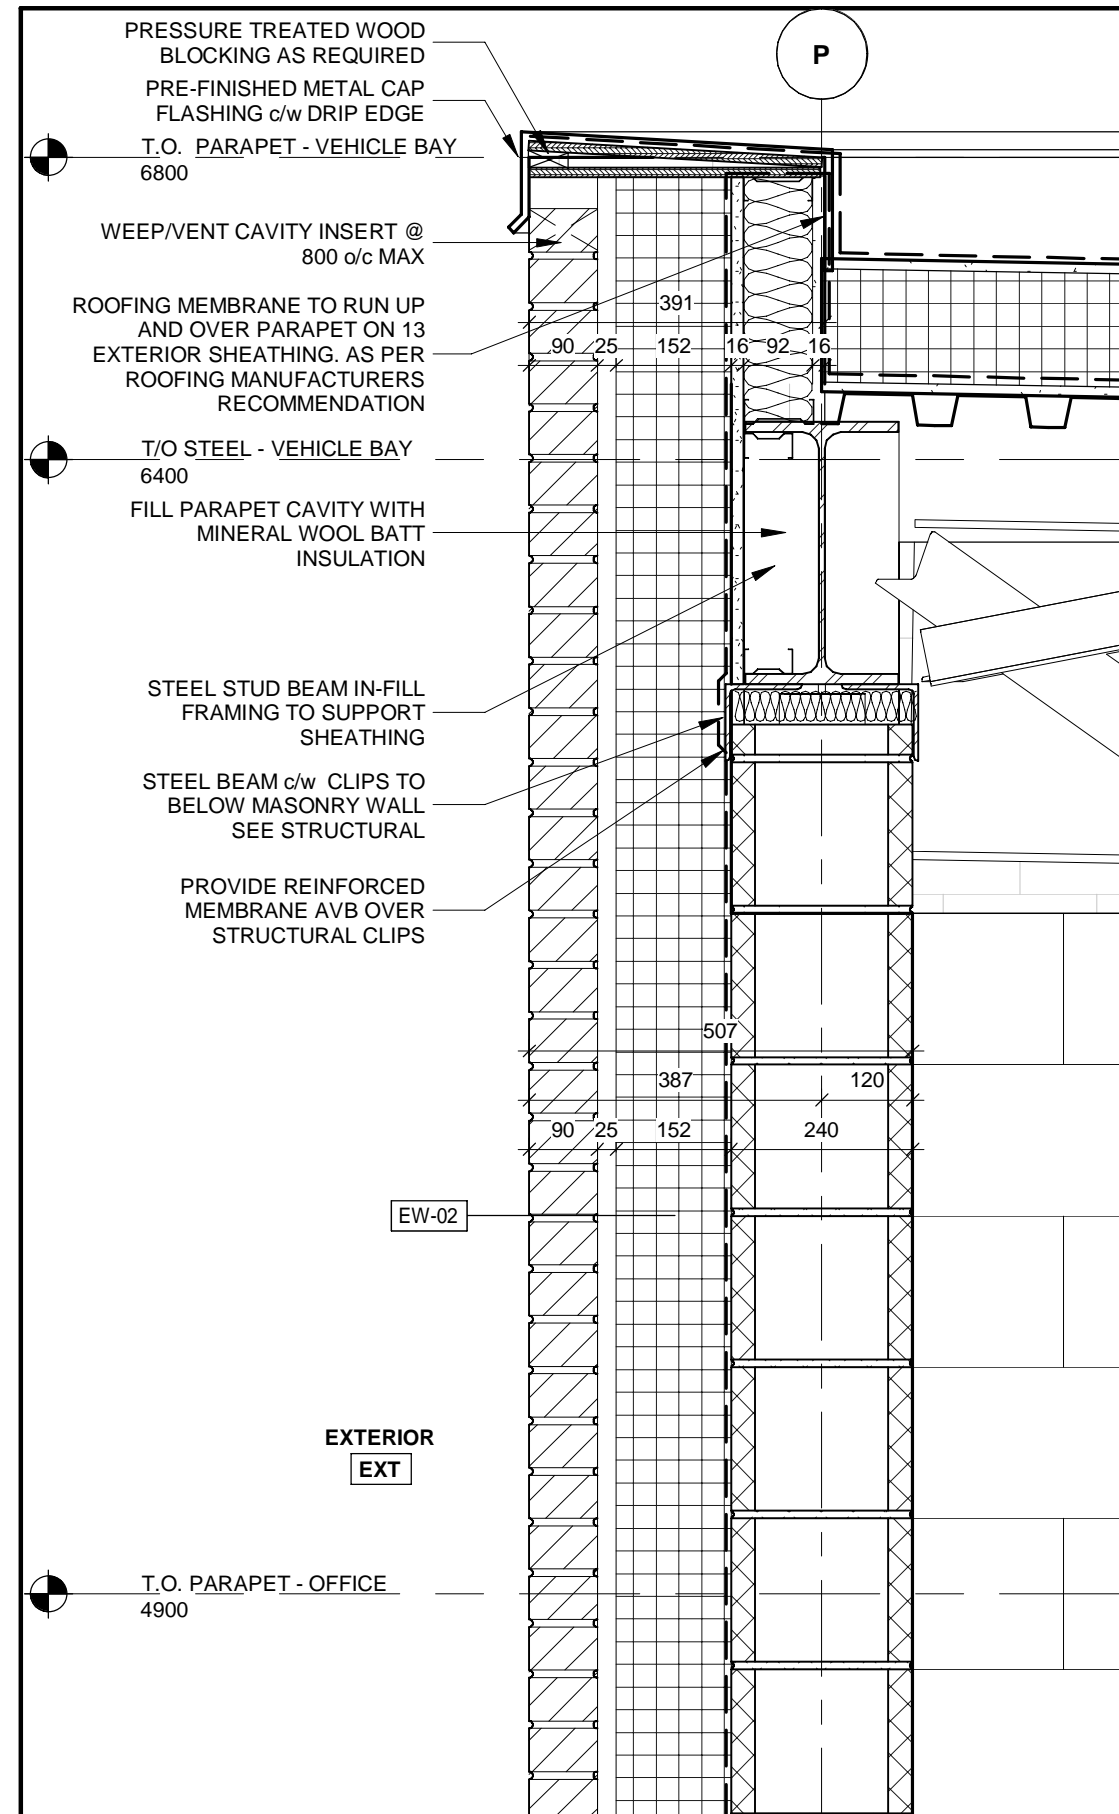 PRESSURE TREATED WOOD
BLOCKING AS REQUIRED
P
PRE-FINISHED METAL CAP
FLASHING c/w DRIP EDGE
T.O. PARAPET - VEHICLE BAY
6800
WEEP/VENT CAVITY INSERT @
800 o/c MAX
ROOFING MEMBRANE TO RUN UP
AND OVER PARAPET ON 13
EXTERIOR SHEATHING. AS PER
ROOFING MANUFACTURERS
RECOMMENDATION
391
90 25 152 16 92 16
T/O STEEL - VEHICLE BAY
6400
FILL PARAPET CAVITY WITH
MINERAL WOOL BATT
INSULATION
STEEL STUD BEAM IN-FILL
FRAMING TO SUPPORT
SHEATHING
STEEL BEAM c/w CLIPS TO
BELOW MASONRY WALL
SEE STRUCTURAL
PROVIDE REINFORCED
MEMBRANE AVB OVER
STRUCTURAL CLIPS
507
387 120
90 25 152 240
EW-02
EXTERIOR
EXT
T.O. PARAPET - OFFICE
4900